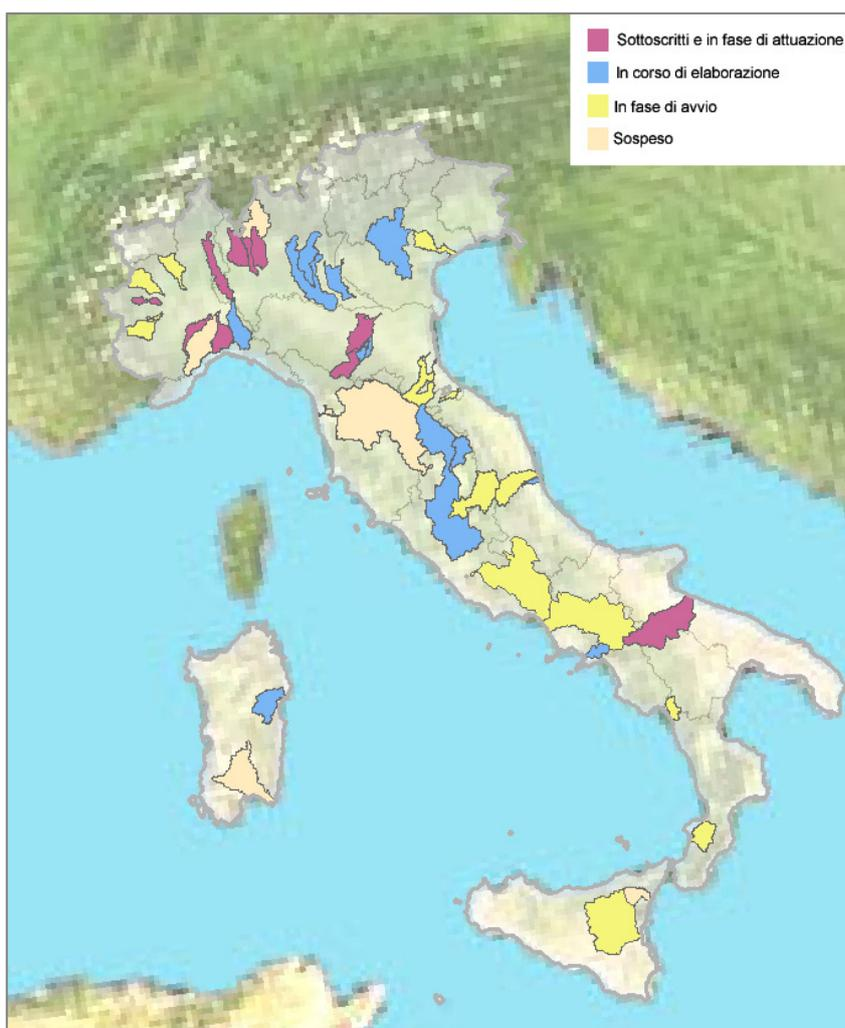 Sottoscritti e in fase di attuazione
In corso di elaborazione
In fase di avvio
Sospeso